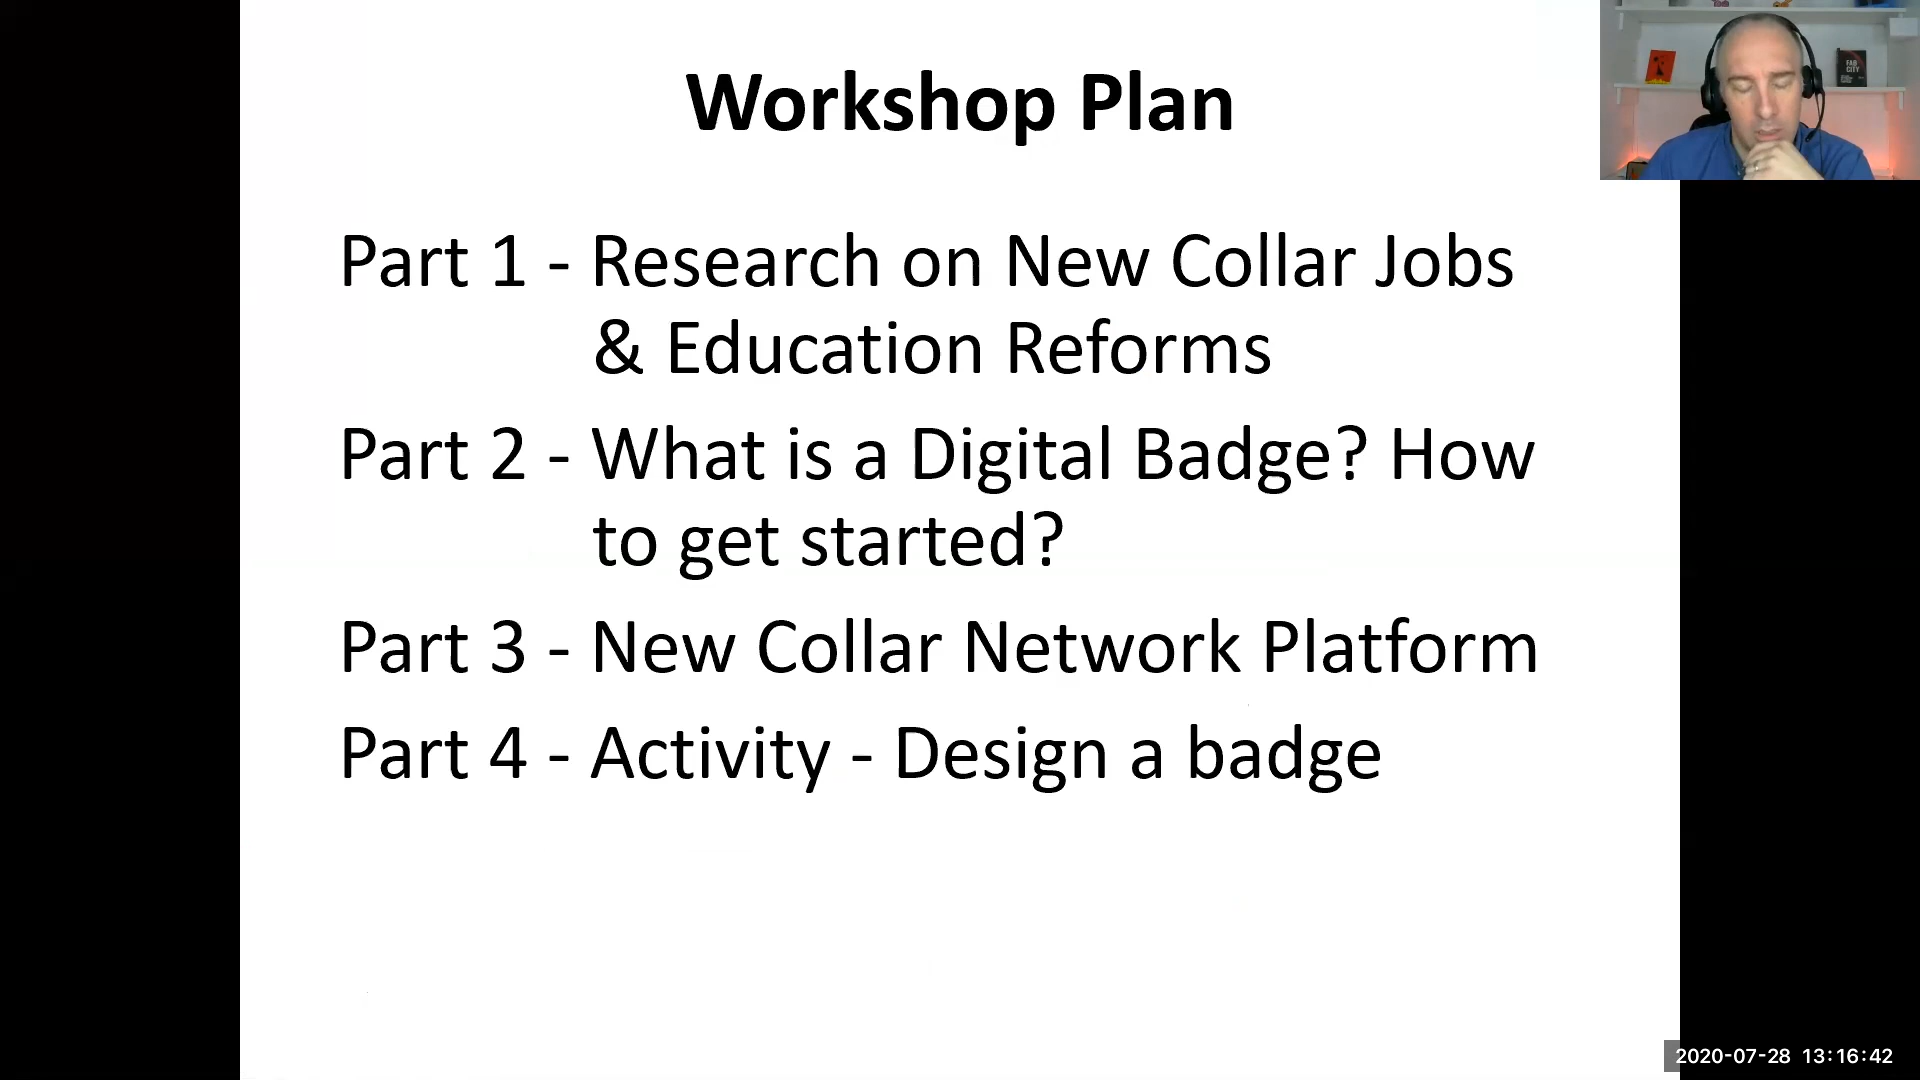 Workshop Plan
Part 1 - Research on New Collar Jobs
& Education Reforms
Part 2 - What is a Digital Badge? How
to get started?
Part 3 - New Collar Network Platform
Part 4 - Activity - Design a badge
FAB
CITY
2020-07-28 13:16:42